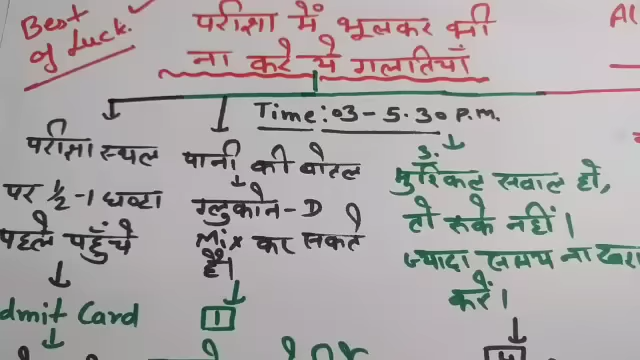 Best
of Luck.
परीक्षा में भूलकर भी
ना करे ये गलतियाँ
Al
Time: 03 - 5.30 P.M.
परीक्षा स्थल
पर ½ - 1 घण्टा
पहले पहुँचे
dmit Card
पानी की बोतल
ग्लुकोन-D
Mix कर सकते
है।
1
3.
मुश्किल सवाल हो,
तो रुके नहीं।
ज्यादा समय ना खरा
करें।